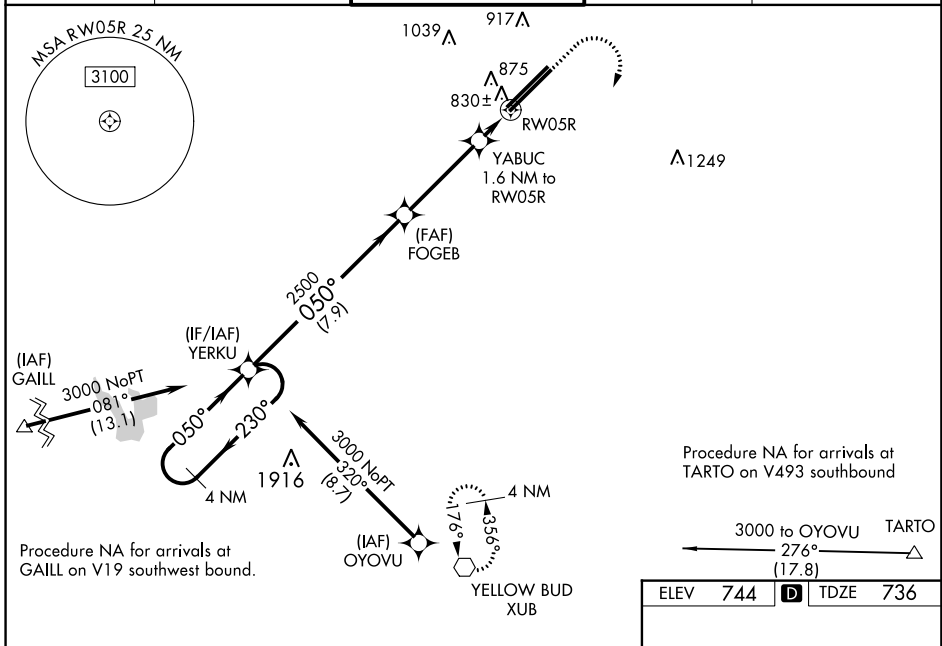 MSA RW05R 25 NM
3100
1039
917
875
830±
RW05R
YABUC
1.6 NM to
RW05R
1249
(FAF)
FOGEB
2500
050°
(7.9)
(IF/IAF)
YERKU
(IAF)
GAILL
3000 NoPT
081°
(13.1)
050°
230°
4 NM
1916
3000 NoPT
320°
(8.7)
(IAF)
OYOVU
4 NM
176°
356°
YELLOW BUD
XUB
Procedure NA for arrivals at
TARTO on V493 southbound
3000 to OYOVU
TARTO
276°
(17.8)
Procedure NA for arrivals at
GAILL on V19 southwest bound.
ELEV 744 D TDZE 736